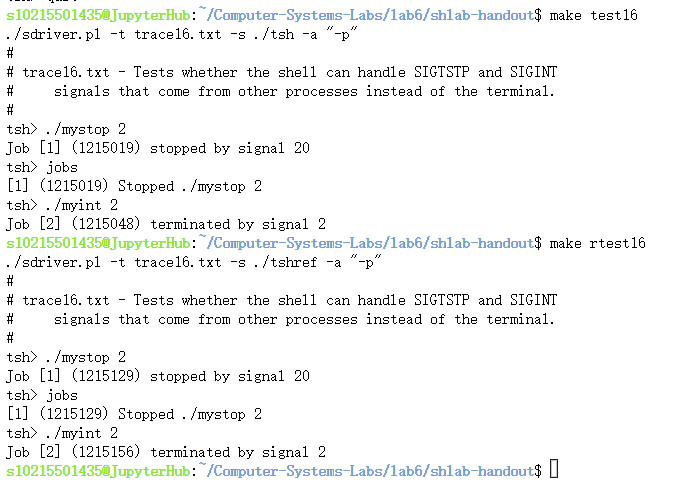 s10215501435@JupyterHub:~/Computer-Systems-Labs/lab6/shlab-handout$ make test16
./sdriver.pl -t trace16.txt -s ./tsh -a "-p"
#
# trace16.txt - Tests whether the shell can handle SIGTSTP and SIGINT
#     signals that come from other processes instead of the terminal.
#
tsh> ./mystop 2
Job [1] (1215019) stopped by signal 20
tsh> jobs
[1] (1215019) Stopped ./mystop 2
tsh> ./myint 2
Job [2] (1215048) terminated by signal 2
s10215501435@JupyterHub:~/Computer-Systems-Labs/lab6/shlab-handout$ make rtest16
./sdriver.pl -t trace16.txt -s ./tshref -a "-p"
#
# trace16.txt - Tests whether the shell can handle SIGTSTP and SIGINT
#     signals that come from other processes instead of the terminal.
#
tsh> ./mystop 2
Job [1] (1215129) stopped by signal 20
tsh> jobs
[1] (1215129) Stopped ./mystop 2
tsh> ./myint 2
Job [2] (1215156) terminated by signal 2
s10215501435@JupyterHub:~/Computer-Systems-Labs/lab6/shlab-handout$